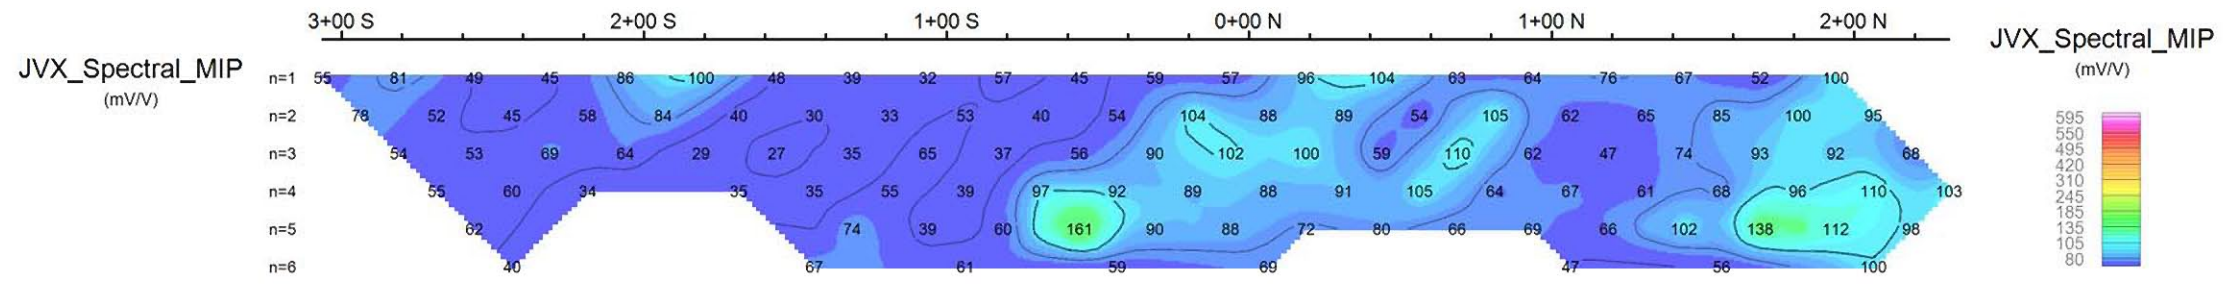 3+00 S 2+00 S 1+00 S 0+00 N 1+00 N 2+00 N
JVX_Spectral_MIP
(mV/V)
n=1 55 81 49 45 86 100 48 39 32 57 45 59 57 96 104 63 64 76 67 52 100
n=2 78 52 45 58 84 40 30 33 53 40 54 104 88 89 54 105 62 65 85 100 95
n=3 54 53 69 64 29 27 35 65 37 56 90 102 100 59 110 62 47 74 93 92 68
n=4 55 60 34 35 35 55 39 97 92 89 88 91 105 64 67 61 68 96 110 103
n=5 62 74 39 60 161 90 88 72 80 66 69 66 102 138 112 98
n=6 40 67 61 59 69 47 56 100
JVX_Spectral_MIP
(mV/V)
595
550
495
420
310
245
185
135
105
80